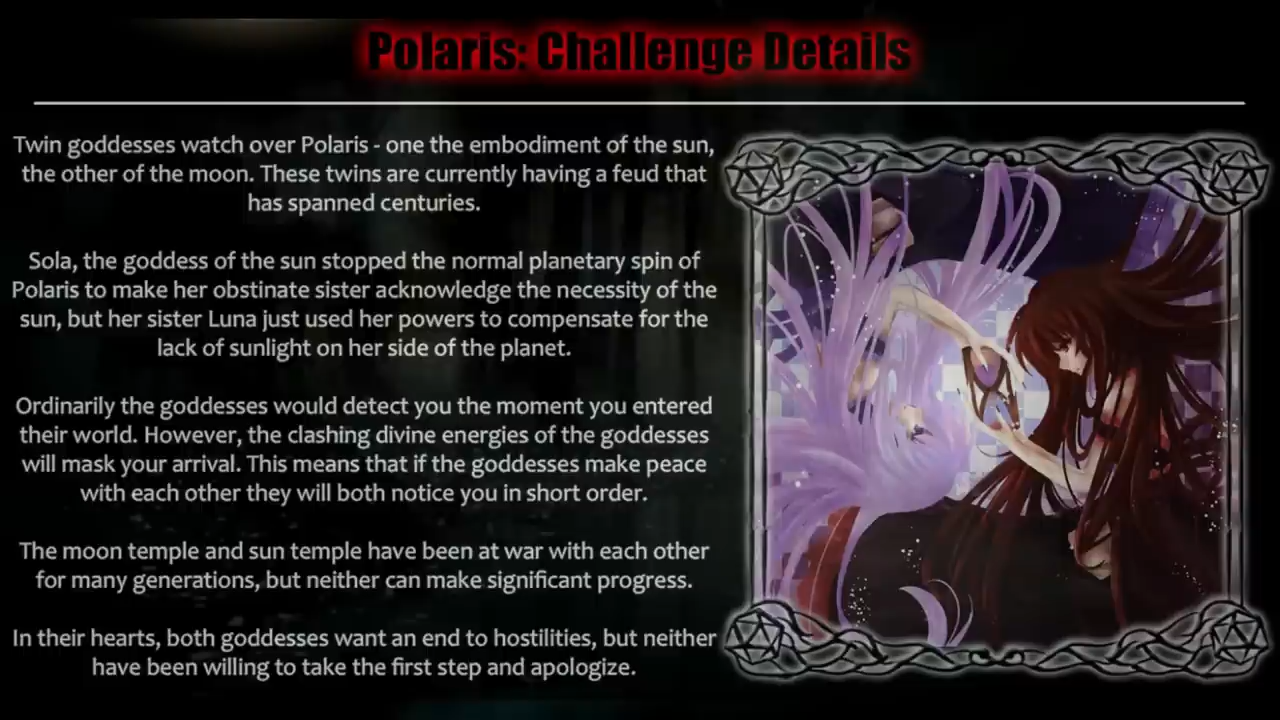 Polaris: Challenge Details
Twin goddesses watch over Polaris - one the embodiment of the sun,
the other of the moon. These twins are currently having a feud that
has spanned centuries.
Sola, the goddess of the sun stopped the normal planetary spin of
Polaris to make her obstinate sister acknowledge the necessity of the
sun, but her sister Luna just used her powers to compensate for the
lack of sunlight on her side of the planet.
Ordinarily the goddesses would detect you the moment you entered
their world. However, the clashing divine energies of the goddesses
will mask your arrival. This means that if the goddesses make peace
with each other they will both notice you in short order.
The moon temple and sun temple have been at war with each other
for many generations, but neither can make significant progress.
In their hearts, both goddesses want an end to hostilities, but neither
have been willing to take the first step and apologize.